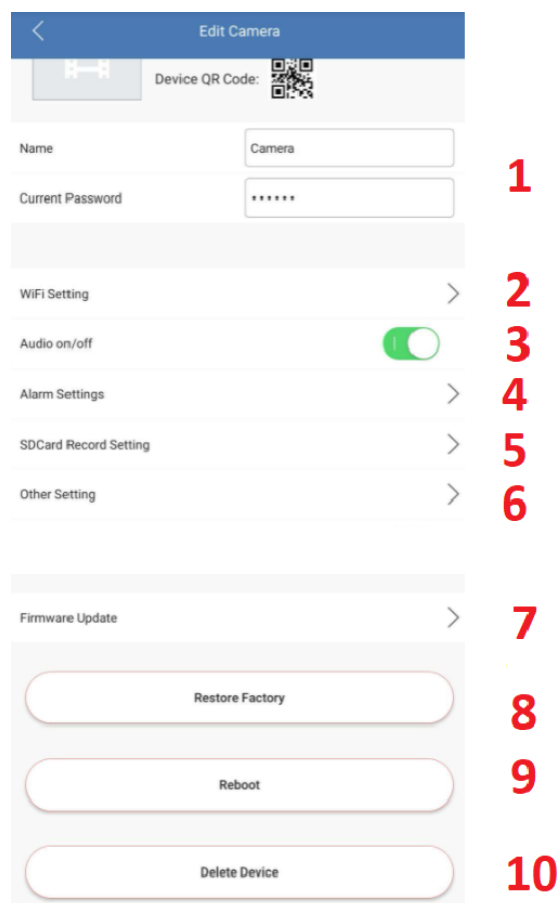 Edit Camera
Device QR Code:
Name Camera
1
Current Password ******
WiFi Setting 2
Audio on/off 3
Alarm Settings 4
SDCard Record Setting 5
Other Setting 6
Firmware Update 7
Restore Factory 8
Reboot 9
Delete Device 10